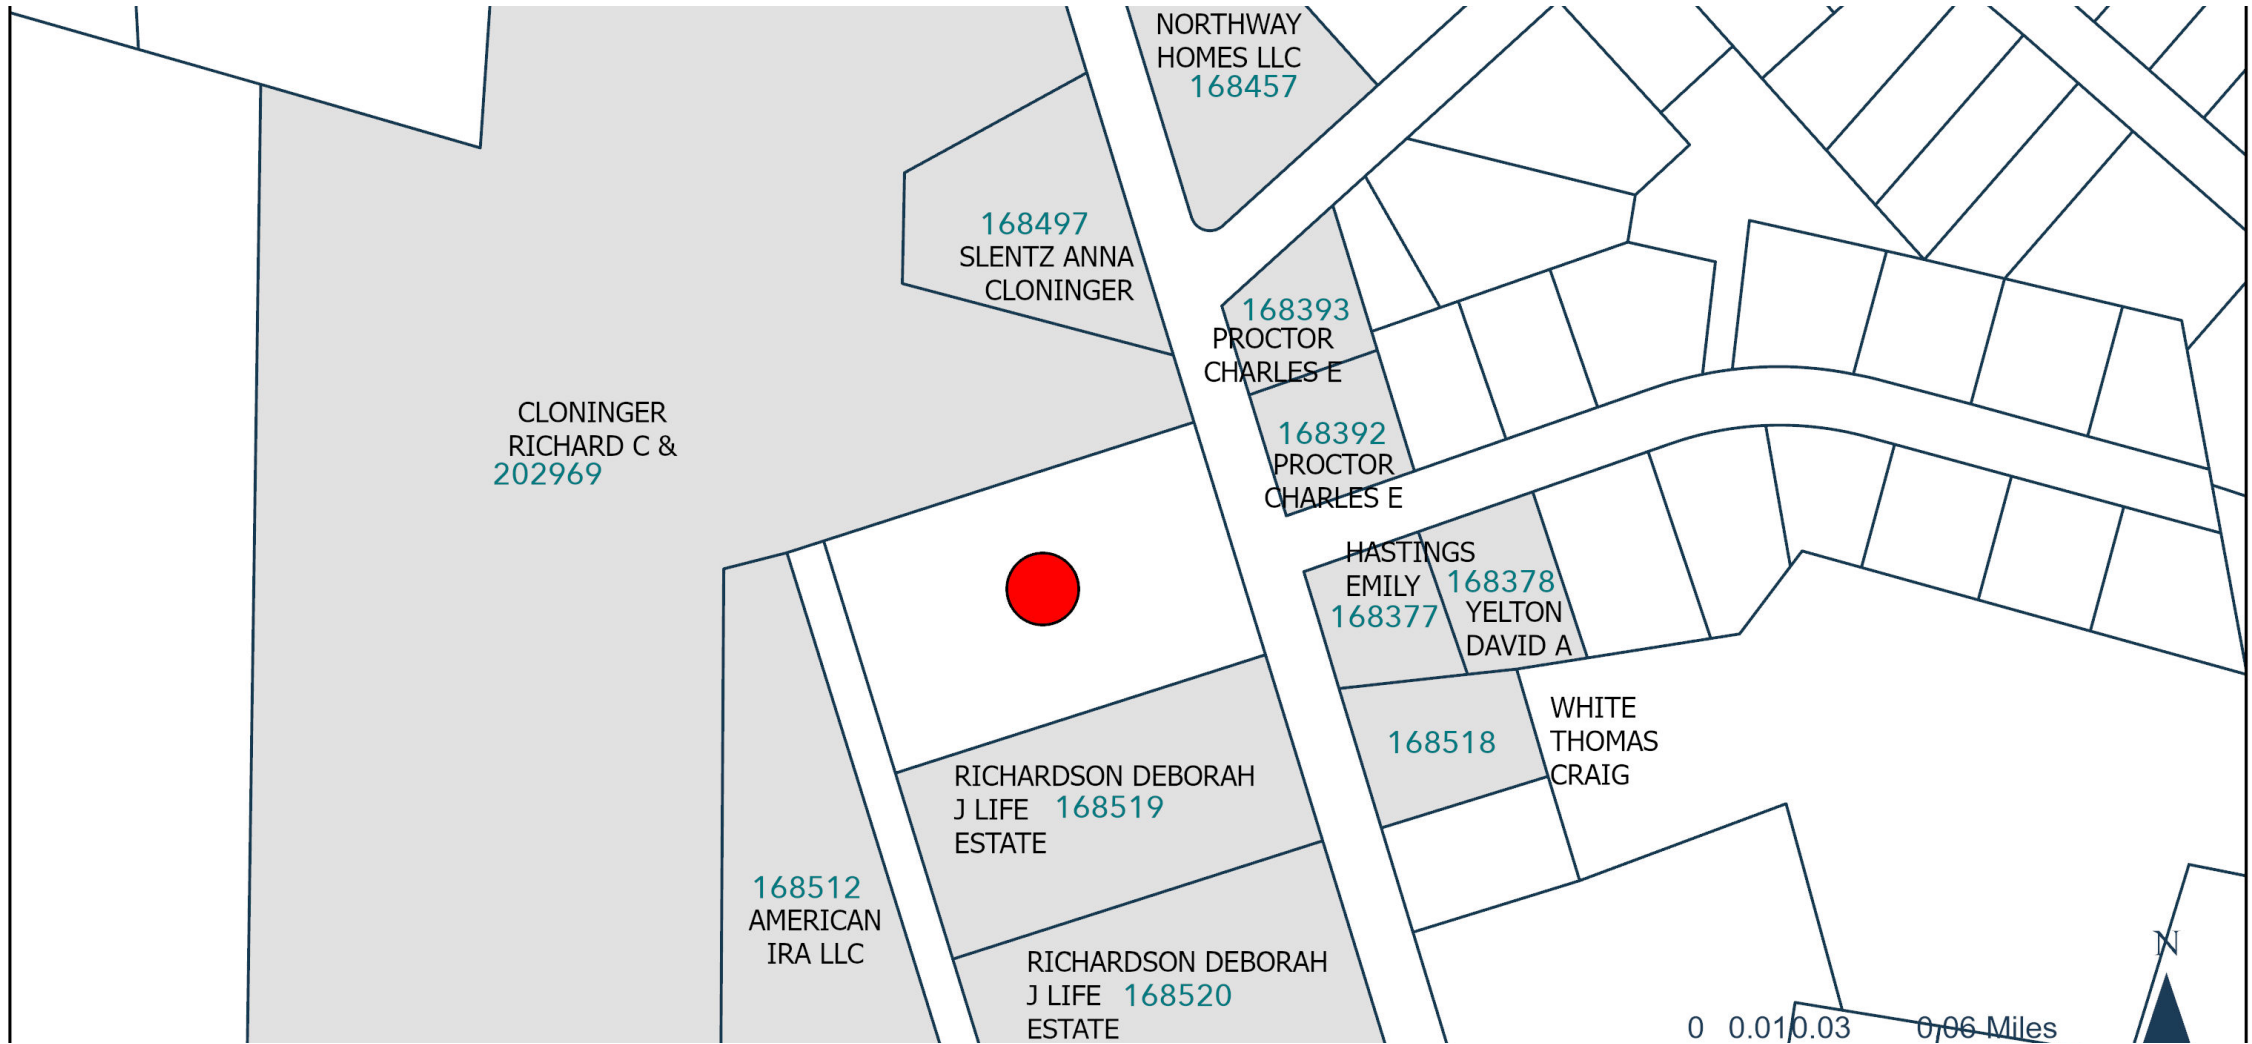 NORTHWAY
HOMES LLC
168457
168497
SLENTZ ANNA
CLONINGER
168393
PROCTOR
CHARLES E
CLONINGER
RICHARD C &
202969
168392
PROCTOR
CHARLES E
HASTINGS
EMILY
168377
168378
YELTON
DAVID A
WHITE
THOMAS
CRAIG
168518
RICHARDSON DEBORAH
J LIFE 168519
ESTATE
168512
AMERICAN
IRA LLC
RICHARDSON DEBORAH
J LIFE 168520
ESTATE
N
0 0.01 0.03 0.06 Miles